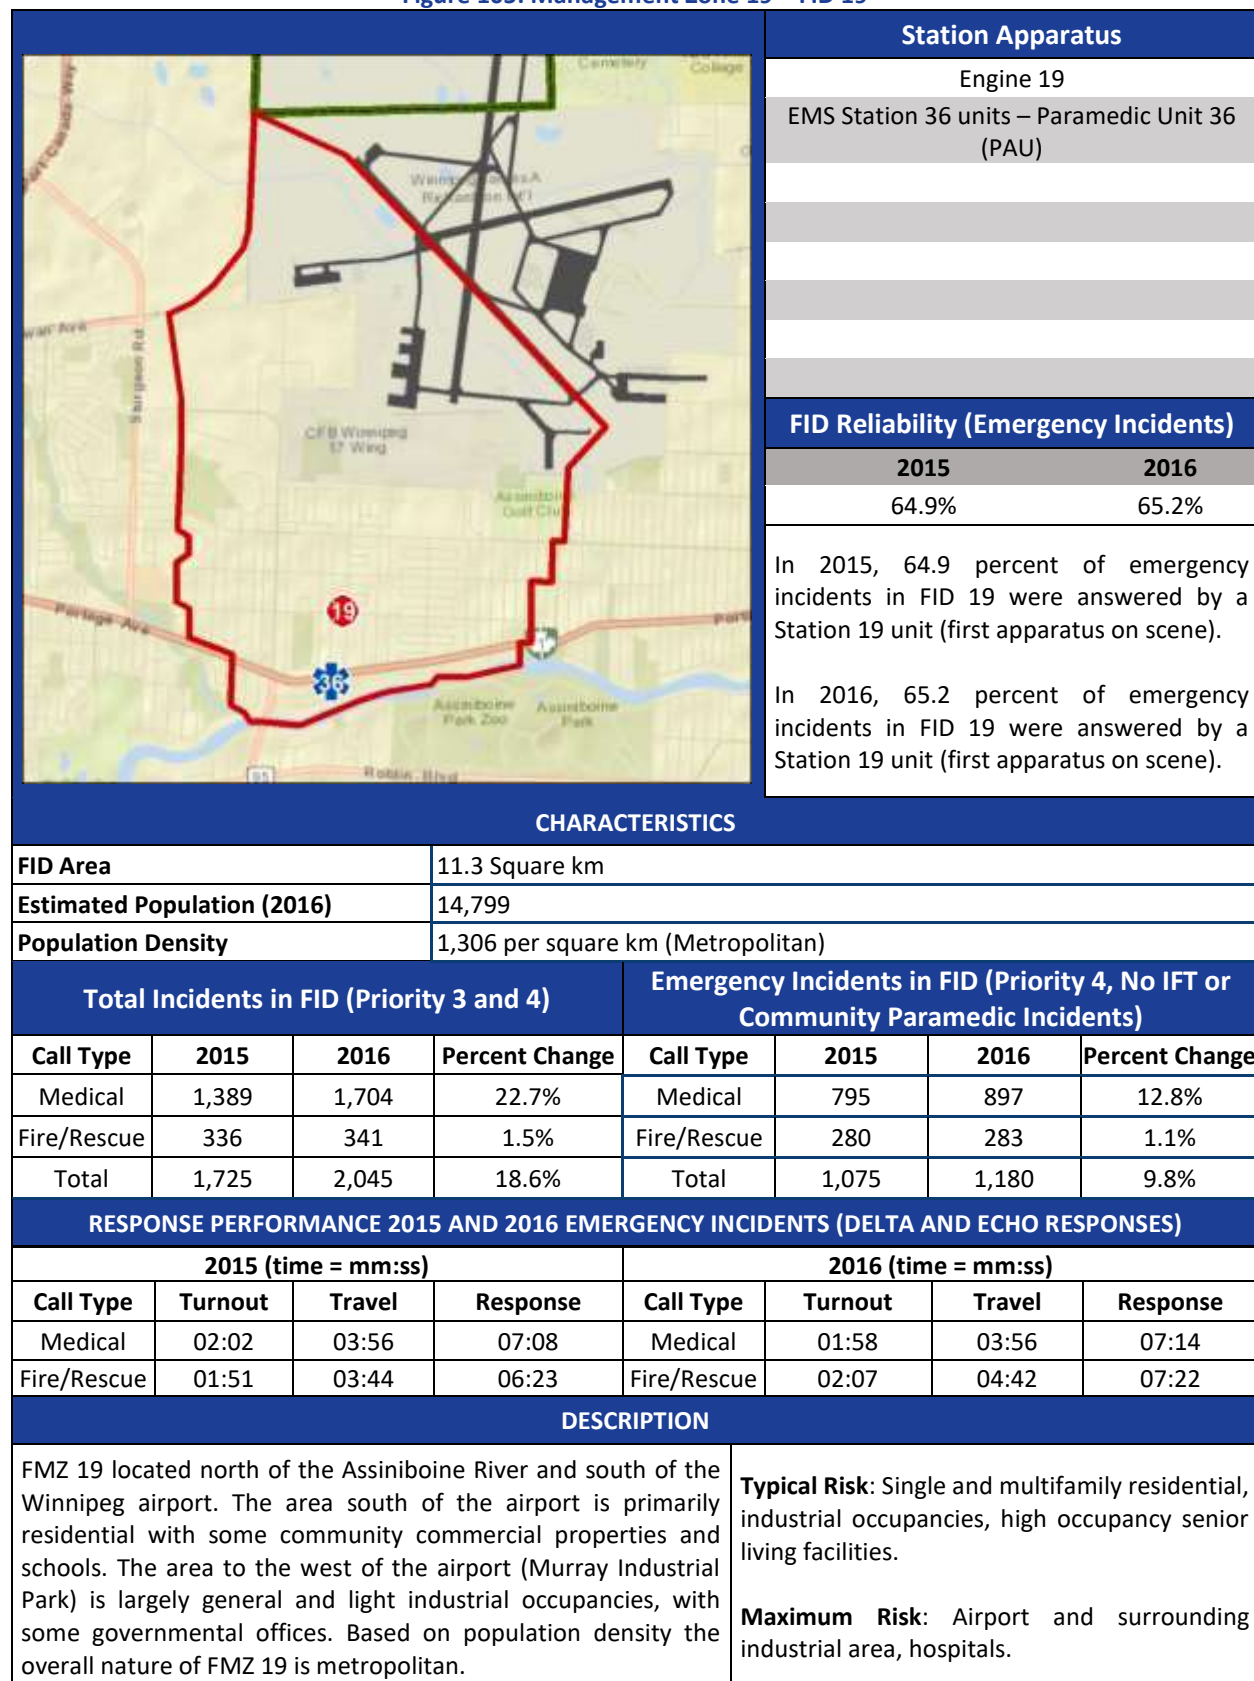 Station Apparatus
Engine 19
EMS Station 36 units – Paramedic Unit 36
(PAU)
Cemetery
College
Sturgeon Rd
CFB Winnipeg
17 Wing
Assiniboine
Golf Club
19
Portage Ave
1
36
Assiniboine
Park Zoo
Assiniboine
Park
95
Roblin Blvd
FID Reliability (Emergency Incidents)
2015 2016
64.9% 65.2%
In 2015, 64.9 percent of emergency
incidents in FID 19 were answered by a
Station 19 unit (first apparatus on scene).
In 2016, 65.2 percent of emergency
incidents in FID 19 were answered by a
Station 19 unit (first apparatus on scene).
CHARACTERISTICS
FID Area 11.3 Square km
Estimated Population (2016) 14,799
Population Density 1,306 per square km (Metropolitan)
Total Incidents in FID (Priority 3 and 4)
Emergency Incidents in FID (Priority 4, No IFT or
Community Paramedic Incidents)
Call Type 2015 2016 Percent Change Call Type 2015 2016 Percent Change
Medical 1,389 1,704 22.7% Medical 795 897 12.8%
Fire/Rescue 336 341 1.5% Fire/Rescue 280 283 1.1%
Total 1,725 2,045 18.6% Total 1,075 1,180 9.8%
RESPONSE PERFORMANCE 2015 AND 2016 EMERGENCY INCIDENTS (DELTA AND ECHO RESPONSES)
2015 (time = mm:ss) 2016 (time = mm:ss)
Call Type Turnout Travel Response Call Type Turnout Travel Response
Medical 02:02 03:56 07:08 Medical 01:58 03:56 07:14
Fire/Rescue 01:51 03:44 06:23 Fire/Rescue 02:07 04:42 07:22
DESCRIPTION
FMZ 19 located north of the Assiniboine River and south of the
Winnipeg airport. The area south of the airport is primarily
residential with some community commercial properties and
schools. The area to the west of the airport (Murray Industrial
Park) is largely general and light industrial occupancies, with
some governmental offices. Based on population density the
overall nature of FMZ 19 is metropolitan.
Typical Risk: Single and multifamily residential,
industrial occupancies, high occupancy senior
living facilities.
Maximum Risk: Airport and surrounding
industrial area, hospitals.